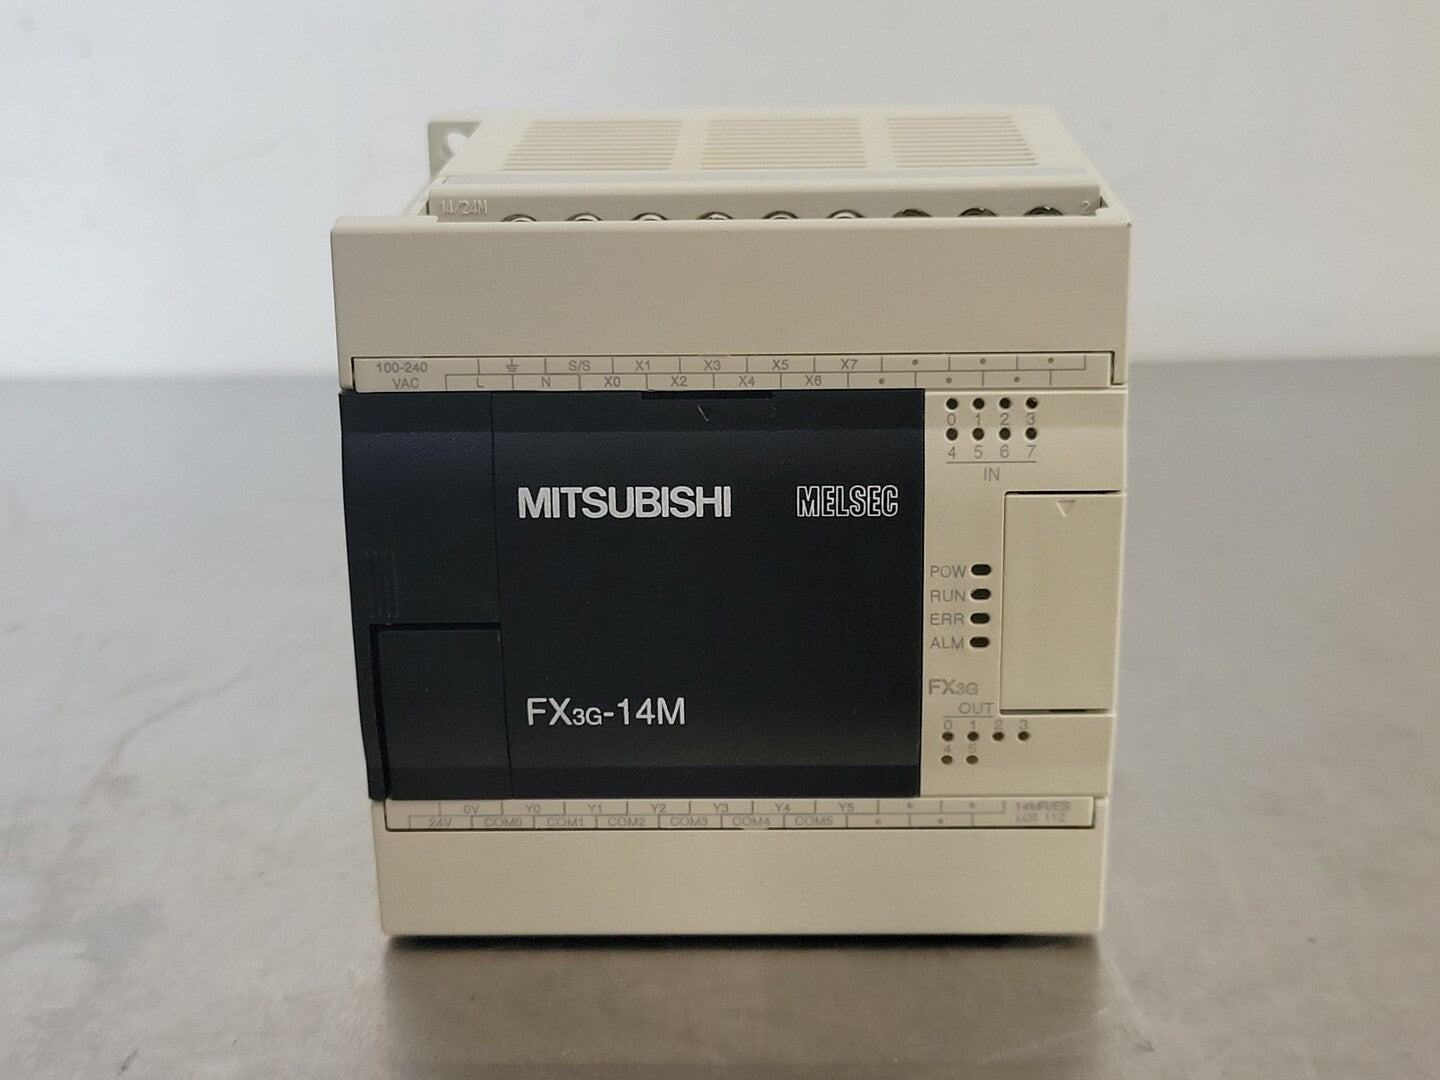 14/24M 2
100-240 ⏚ S/S X1 X3 X5 X7 • • •
VAC L N X0 X2 X4 X6 • • •
0 1 2 3
4 5 6 7
IN
MITSUBISHI MELSEC
POW
RUN
ERR
ALM
FX3G
FX3G-14M
OUT
0 1 2 3
4 5
0V Y0 Y1 Y2 Y3 Y4 Y5 • • 14MR/ES
24V COM0 COM1 COM2 COM3 COM4 COM5 • • LOT 11Z